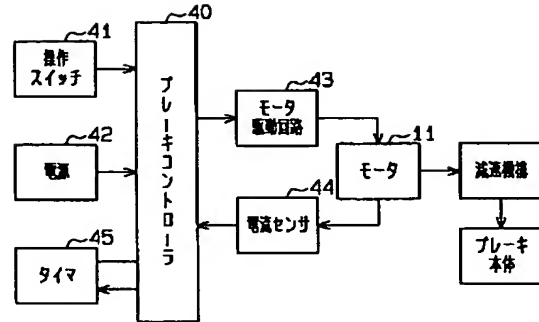 40
41
操作
スイッチ
42
電源
45
タイマ
ブレーキコントローラ
43
モータ
駆動回路
44
電流センサ
11
モータ
減速機構
ブレーキ
本体